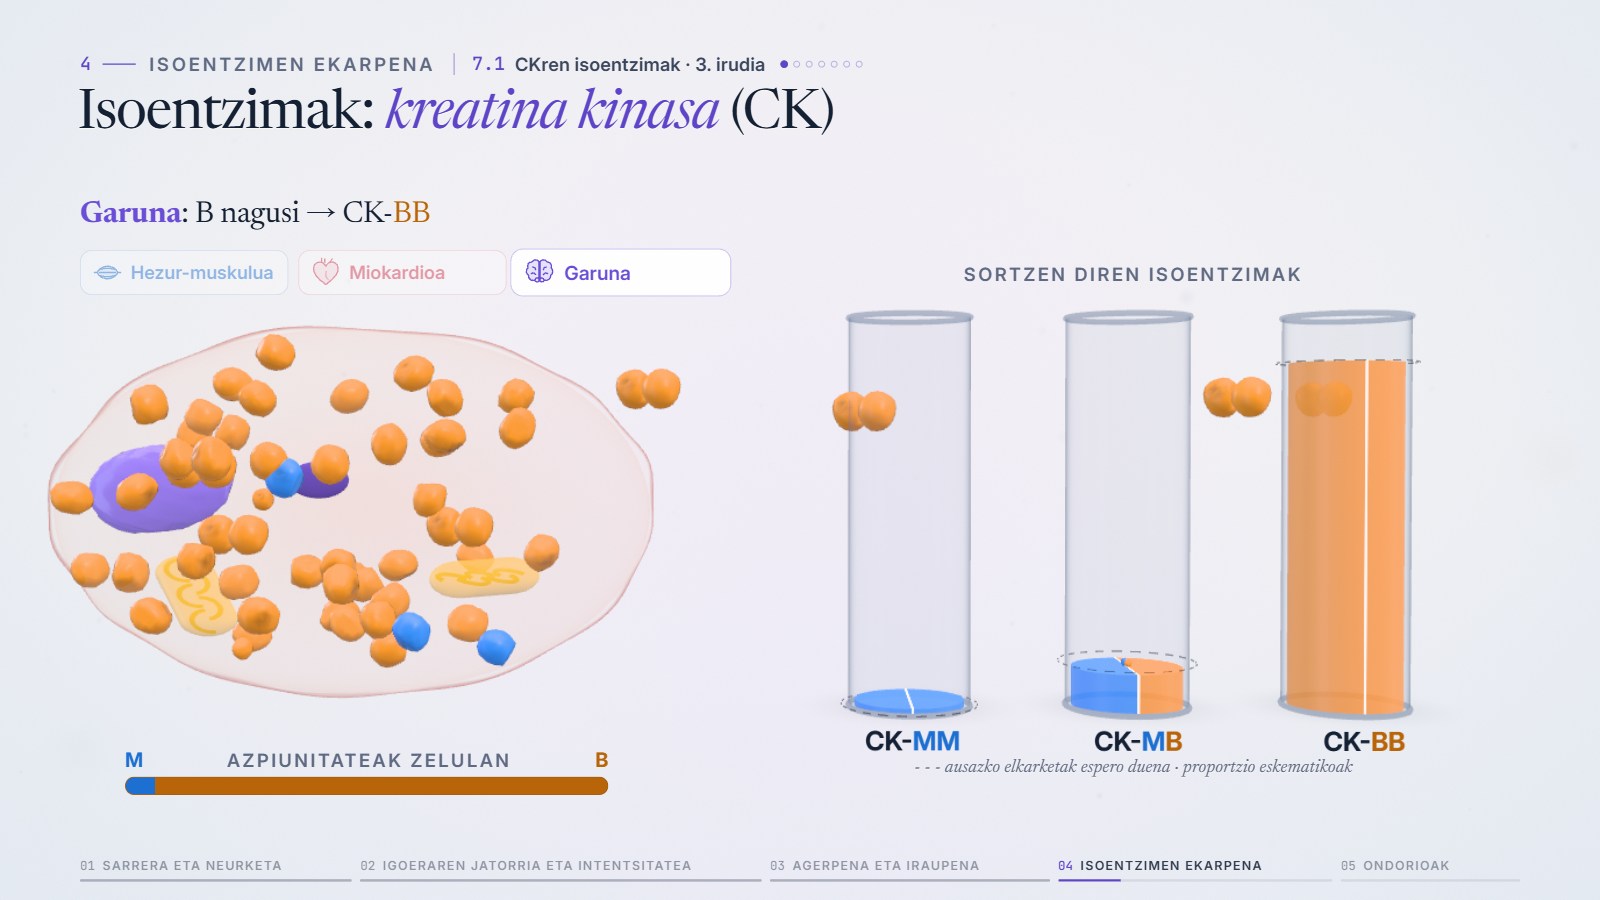 4 — ISOENTZIMEN EKARPENA | 7.1 CKren isoentzimak · 3. irudia
Isoentzimak: kreatina kinasa (CK)
Garuna: B nagusi → CK-BB
Hezur-muskulua Miokardioa Garuna
SORTZEN DIREN ISOENTZIMAK
CK-MM CK-MB CK-BB
- - - ausazko elkarketak espero duena · proportzio eskematikoak
M AZPIUNITATEAK ZELULAN B
01 SARRERA ETA NEURKETA 02 IGOERAREN JATORRIA ETA INTENTSITATEA 03 AGERPENA ETA IRAUPENA 04 ISOENTZIMEN EKARPENA 05 ONDORIOAK